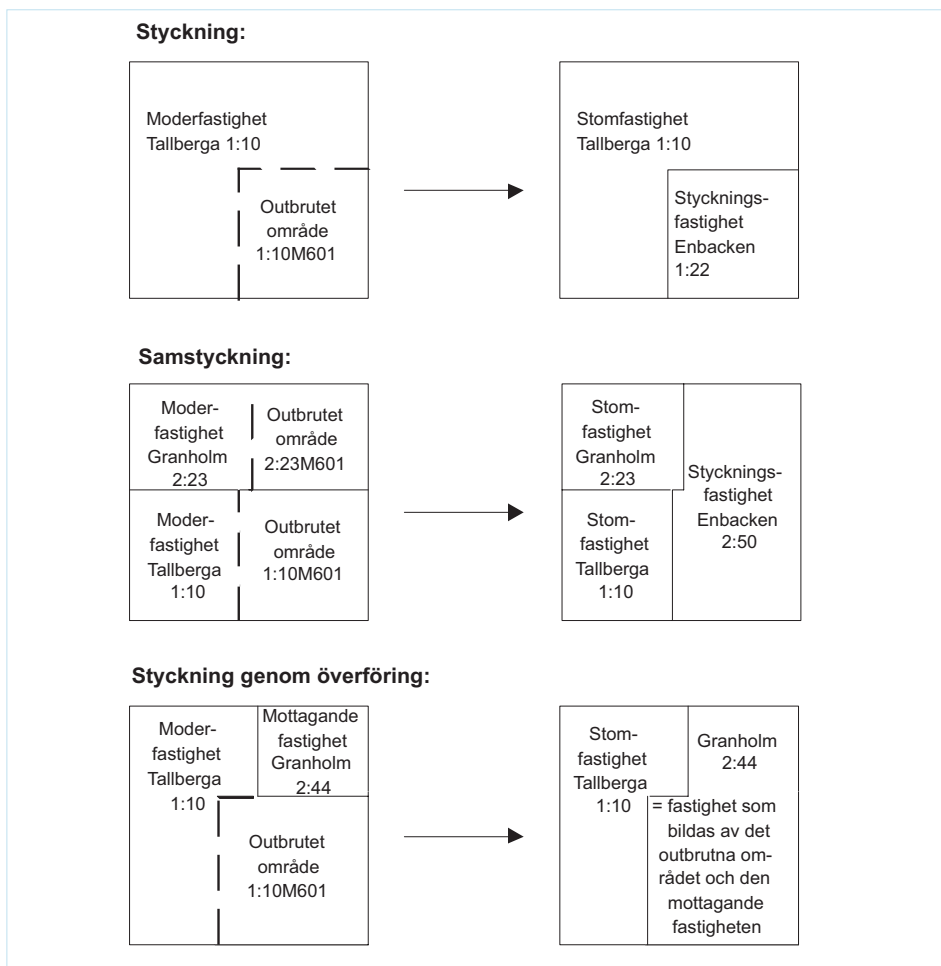 Styckning:
Moderfastighet
Tallberga 1:10
Outbrutet
område
1:10M601
Stomfastighet
Tallberga 1:10
Stycknings-
fastighet
Enbacken
1:22
Samstyckning:
Moder-
fastighet
Granholm
2:23
Outbrutet
område
2:23M601
Moder-
fastighet
Tallberga
1:10
Outbrutet
område
1:10M601
Stom-
fastighet
Granholm
2:23
Stycknings-
fastighet
Enbacken
2:50
Stom-
fastighet
Tallberga
1:10
Styckning genom överföring:
Moder-
fastighet
Tallberga
1:10
Mottagande
fastighet
Granholm
2:44
Outbrutet
område
1:10M601
Stom-
fastighet
Tallberga
1:10
Granholm
2:44
= fastighet som
bildas av det
outbrutna om-
rådet och den
mottagande
fastigheten